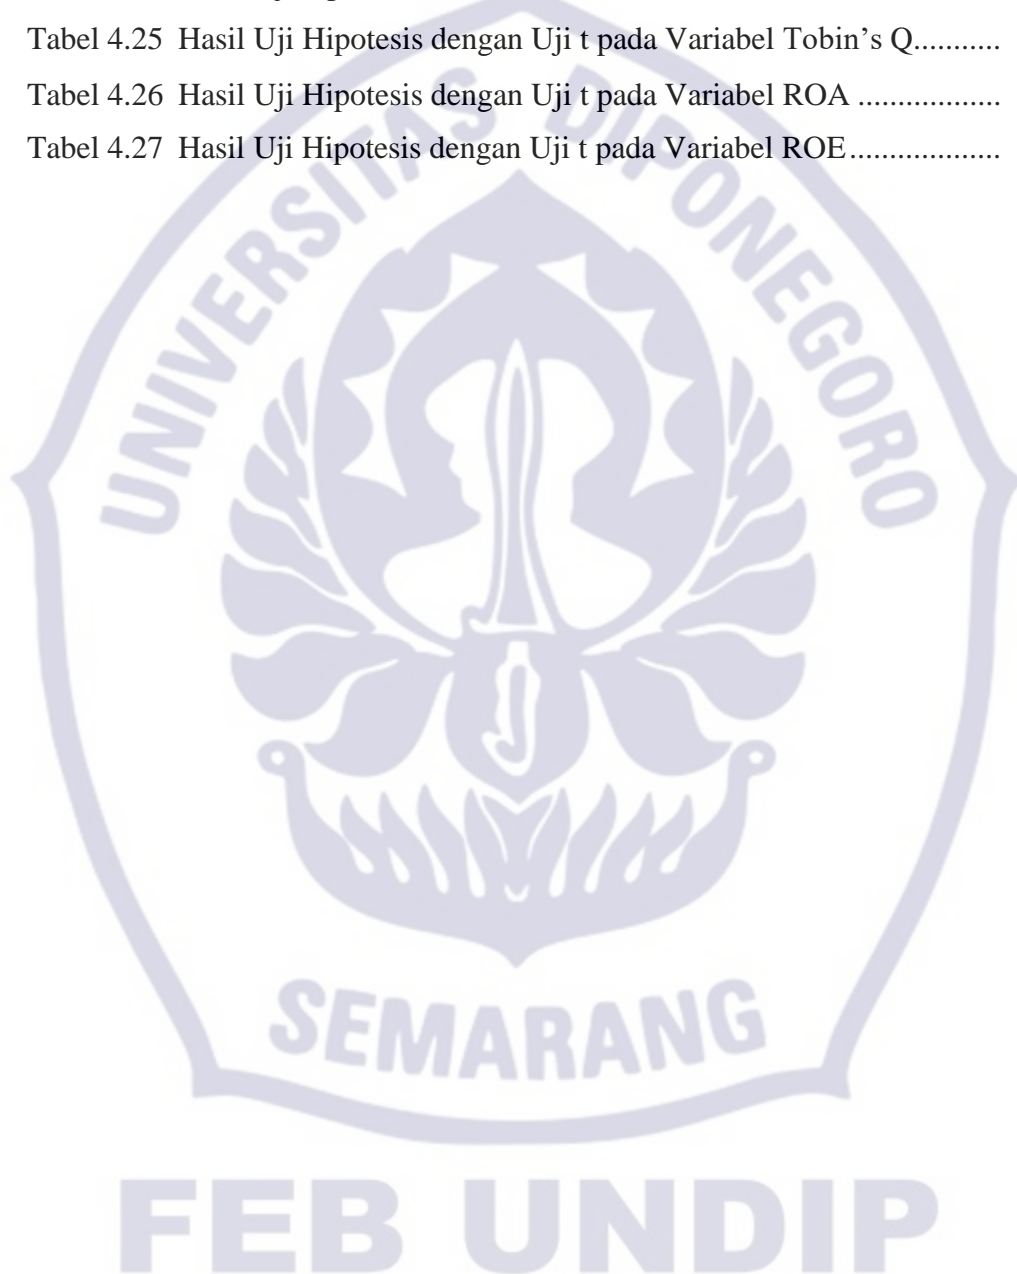 Tabel 4.25 Hasil Uji Hipotesis dengan Uji t pada Variabel Tobin's Q...........
Tabel 4.26 Hasil Uji Hipotesis dengan Uji t pada Variabel ROA ..................
Tabel 4.27 Hasil Uji Hipotesis dengan Uji t pada Variabel ROE ...................
UNIVERSITAS DIPONEGORO
SEMARANG
FEB UNDIP